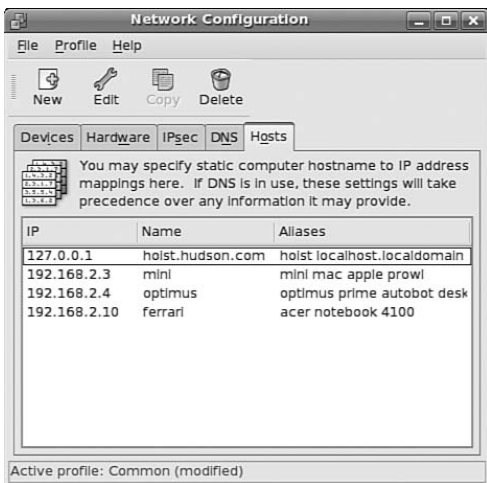 Network Configuration
File Profile Help
New Edit Copy Delete
Devices Hardware IPsec DNS Hosts
You may specify static computer hostname to IP address
mappings here. If DNS is in use, these settings will take
precedence over any information it may provide.
IP Name Aliases
127.0.0.1 hoist.hudson.com hoist localhost.localdomain
192.168.2.3 mini mini mac apple prowl
192.168.2.4 optimus optimus prime autobot desk
192.168.2.10 ferrari acer notebook 4100
Active profile: Common (modified)